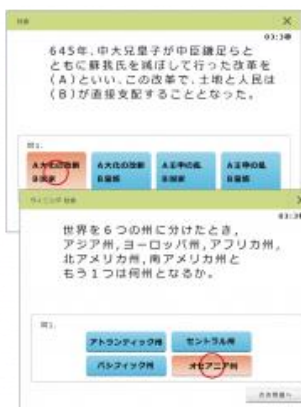 03:30
645年，中大兄皇子が中臣鎌足らと
ともに蘇我氏を滅ぼして行った改革を
(A)といい，この改革で，土地と人民は
(B)が直接支配することとなった。
問1.
A大化の改新 A大化の改新 A壬申の乱 A壬申の乱
B国家 B皇族 B国家 B皇族
世界を6つの州に分けたとき，
アジア州，ヨーロッパ州，アフリカ州，
北アメリカ州，南アメリカ州と
もう1つは何州となるか。
問1.
アトランティック州 セントラル州
パシフィック州 オセアニア州
次の問題へ